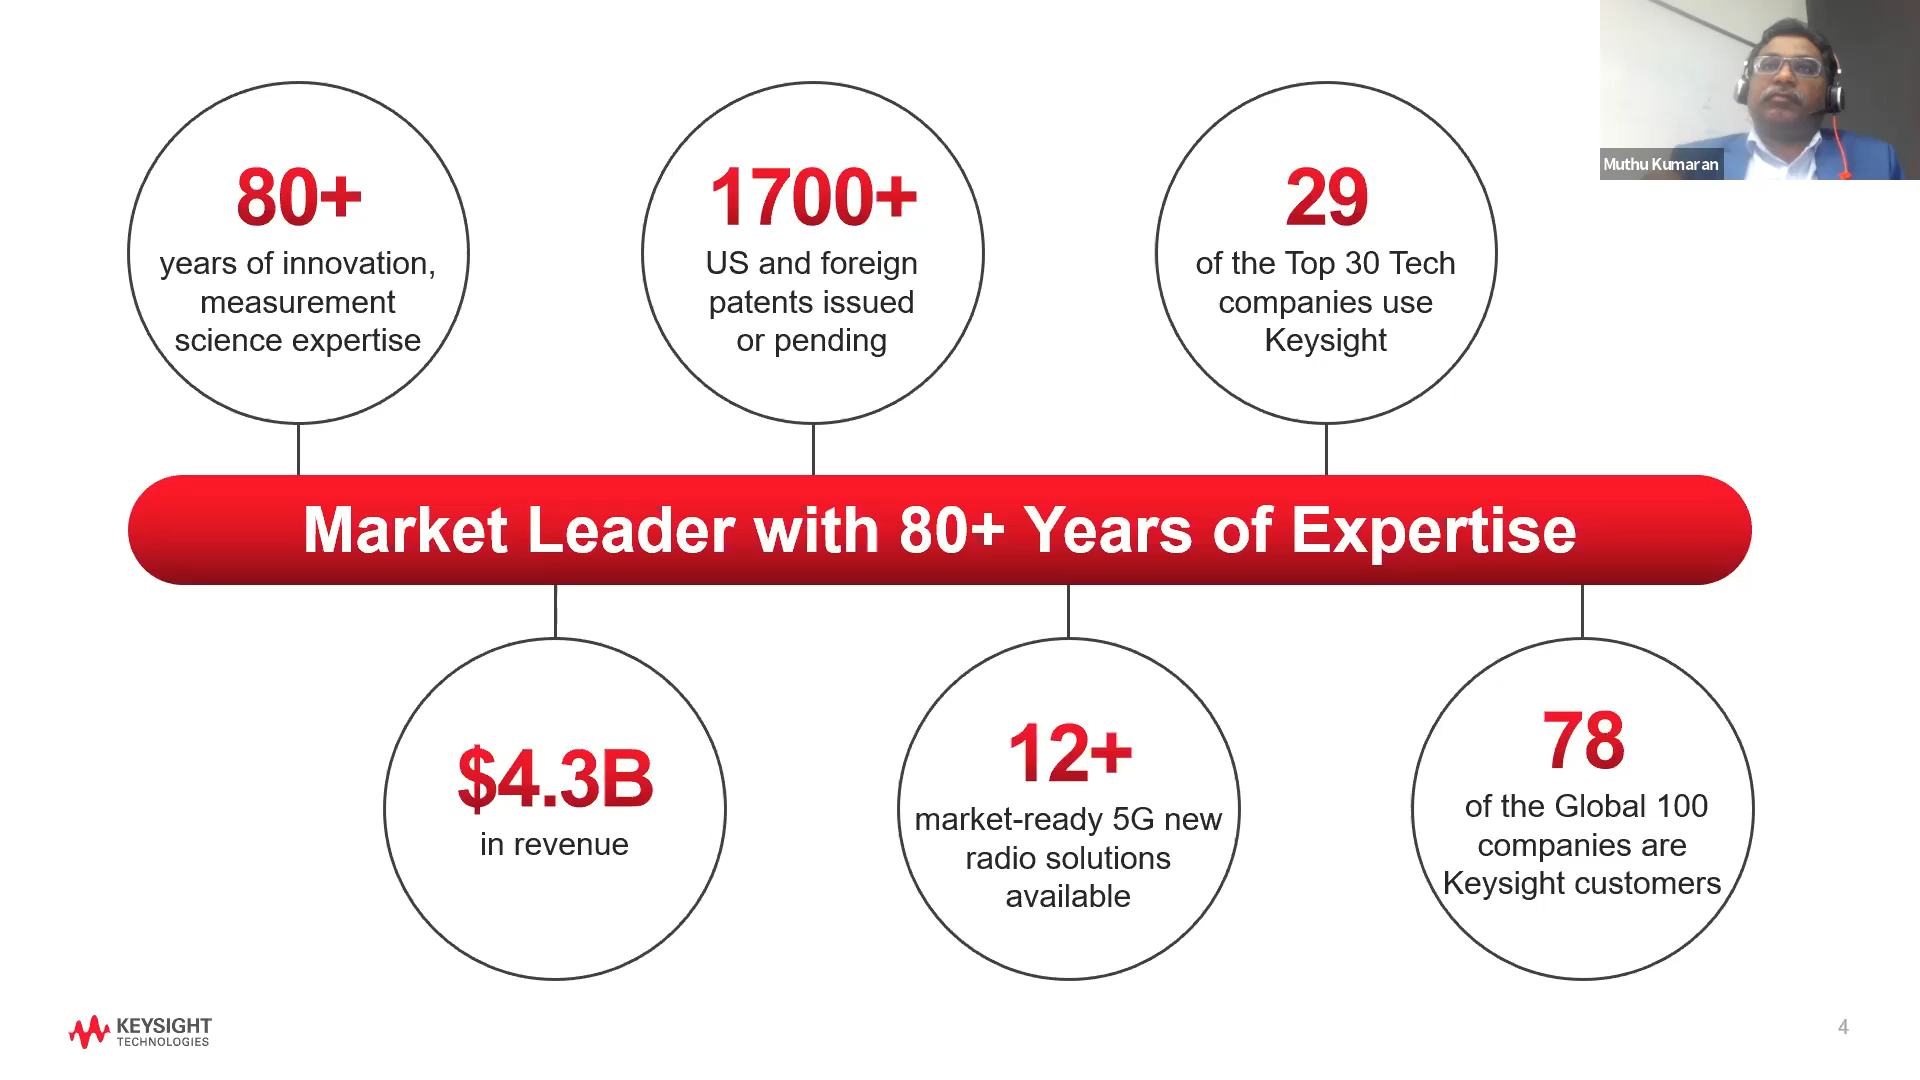 Muthu Kumaran
80+
years of innovation,
measurement
science expertise
1700+
US and foreign
patents issued
or pending
29
of the Top 30 Tech
companies use
Keysight
Market Leader with 80+ Years of Expertise
$4.3B
in revenue
12+
market-ready 5G new
radio solutions
available
78
of the Global 100
companies are
Keysight customers
KEYSIGHT
TECHNOLOGIES
4